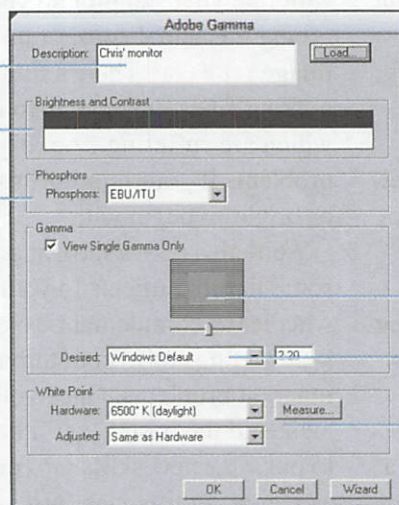 Adobe Gamma
Description: Chris' monitor Load...
Brightness and Contrast
Phosphors
Phosphors: EBU/ITU
Gamma
View Single Gamma Only
Desired: Windows Default 2.20
White Point
Hardware: 6500° K (daylight) Measure...
Adjusted: Same as Hardware
OK Cancel Wizard